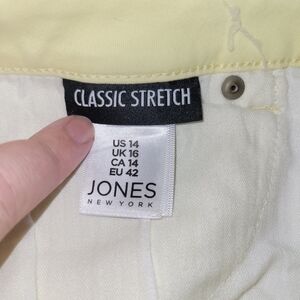 CLASSIC STRETCH
US 14
UK 16
CA 14
EU 42
JONES
NEW YORK